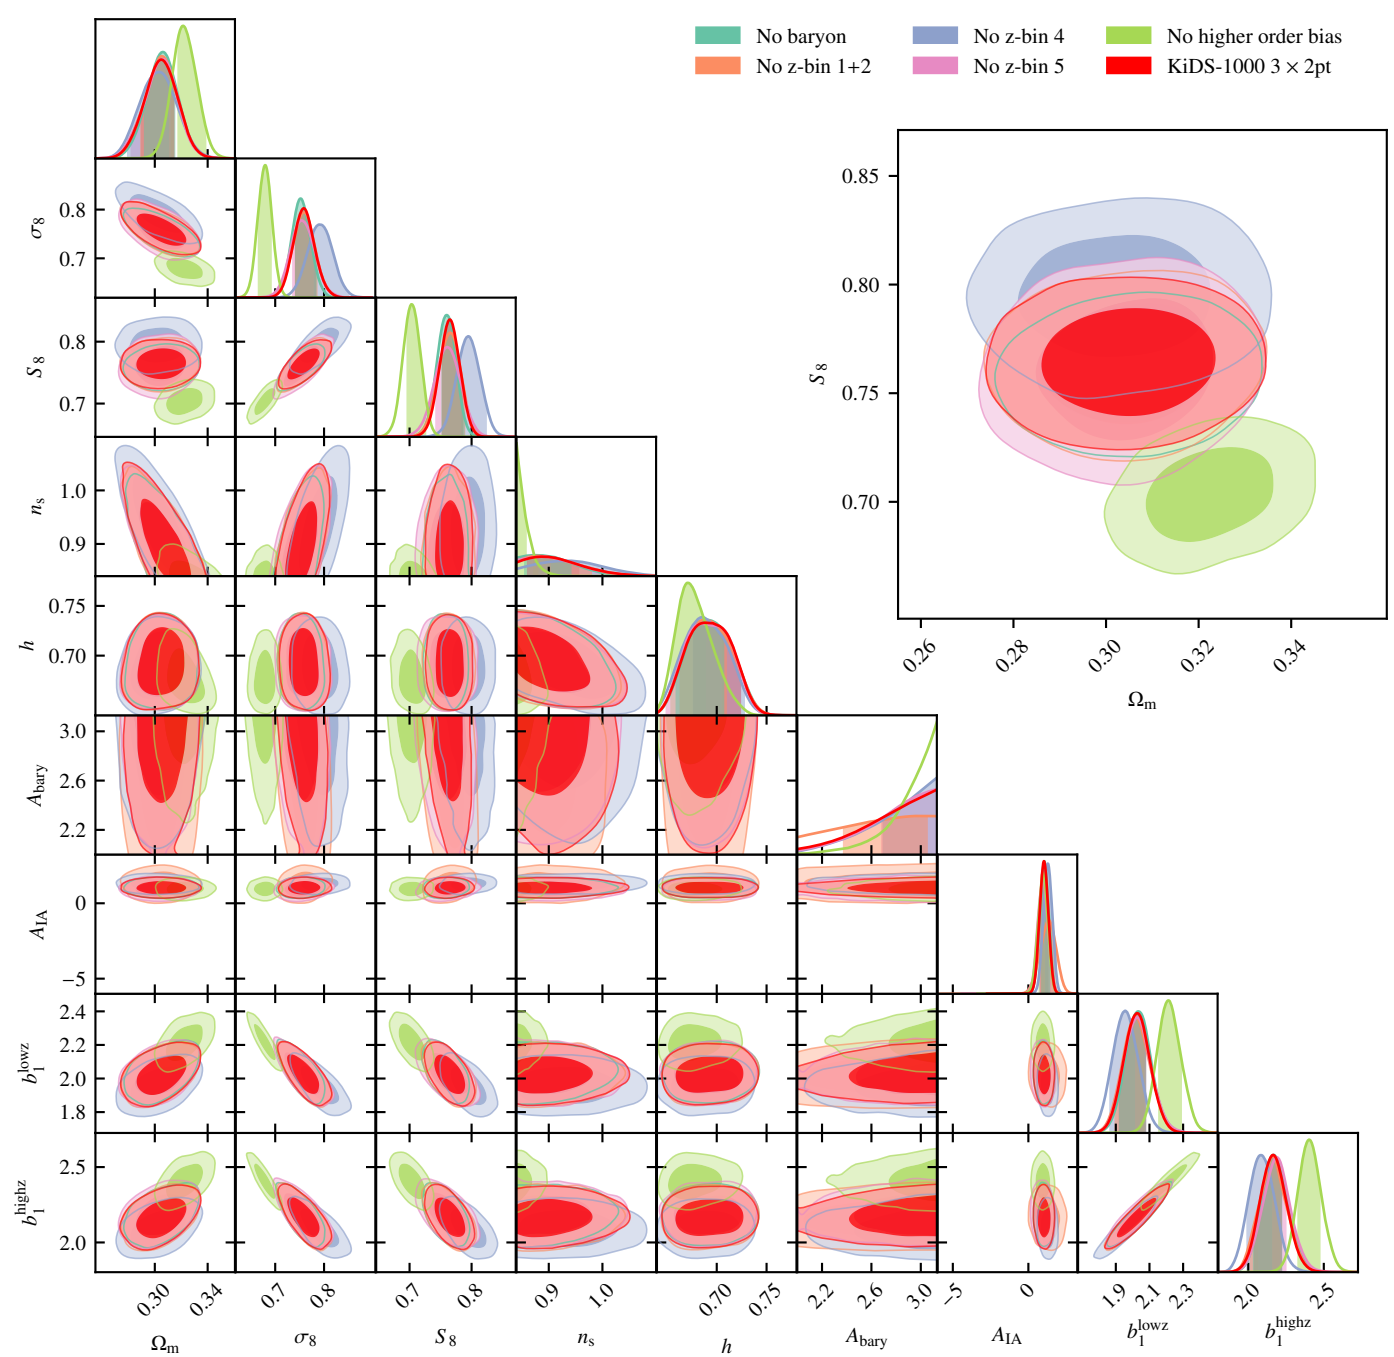 No baryon
No z-bin 4
No higher order bias
No z-bin 1+2
No z-bin 5
KiDS-1000 3 × 2pt
0.85
0.80
0.75
0.70
S8
0.26
0.28
0.30
0.32
0.34
Ωm
0.8
0.7
σ8
0.8
0.7
S8
1.0
0.9
ns
0.75
0.70
h
3.0
2.6
2.2
Abary
0
−5
AIA
2.4
2.2
2.0
1.8
b1lowz
2.5
2.0
b1highz
0.30
0.34
0.7
0.8
0.7
0.8
0.9
1.0
0.70
0.75
2.2
2.6
3.0
−5
0
1.9
2.1
2.3
2.0
2.5
Ωm
σ8
S8
ns
h
Abary
AIA
b1lowz
b1highz